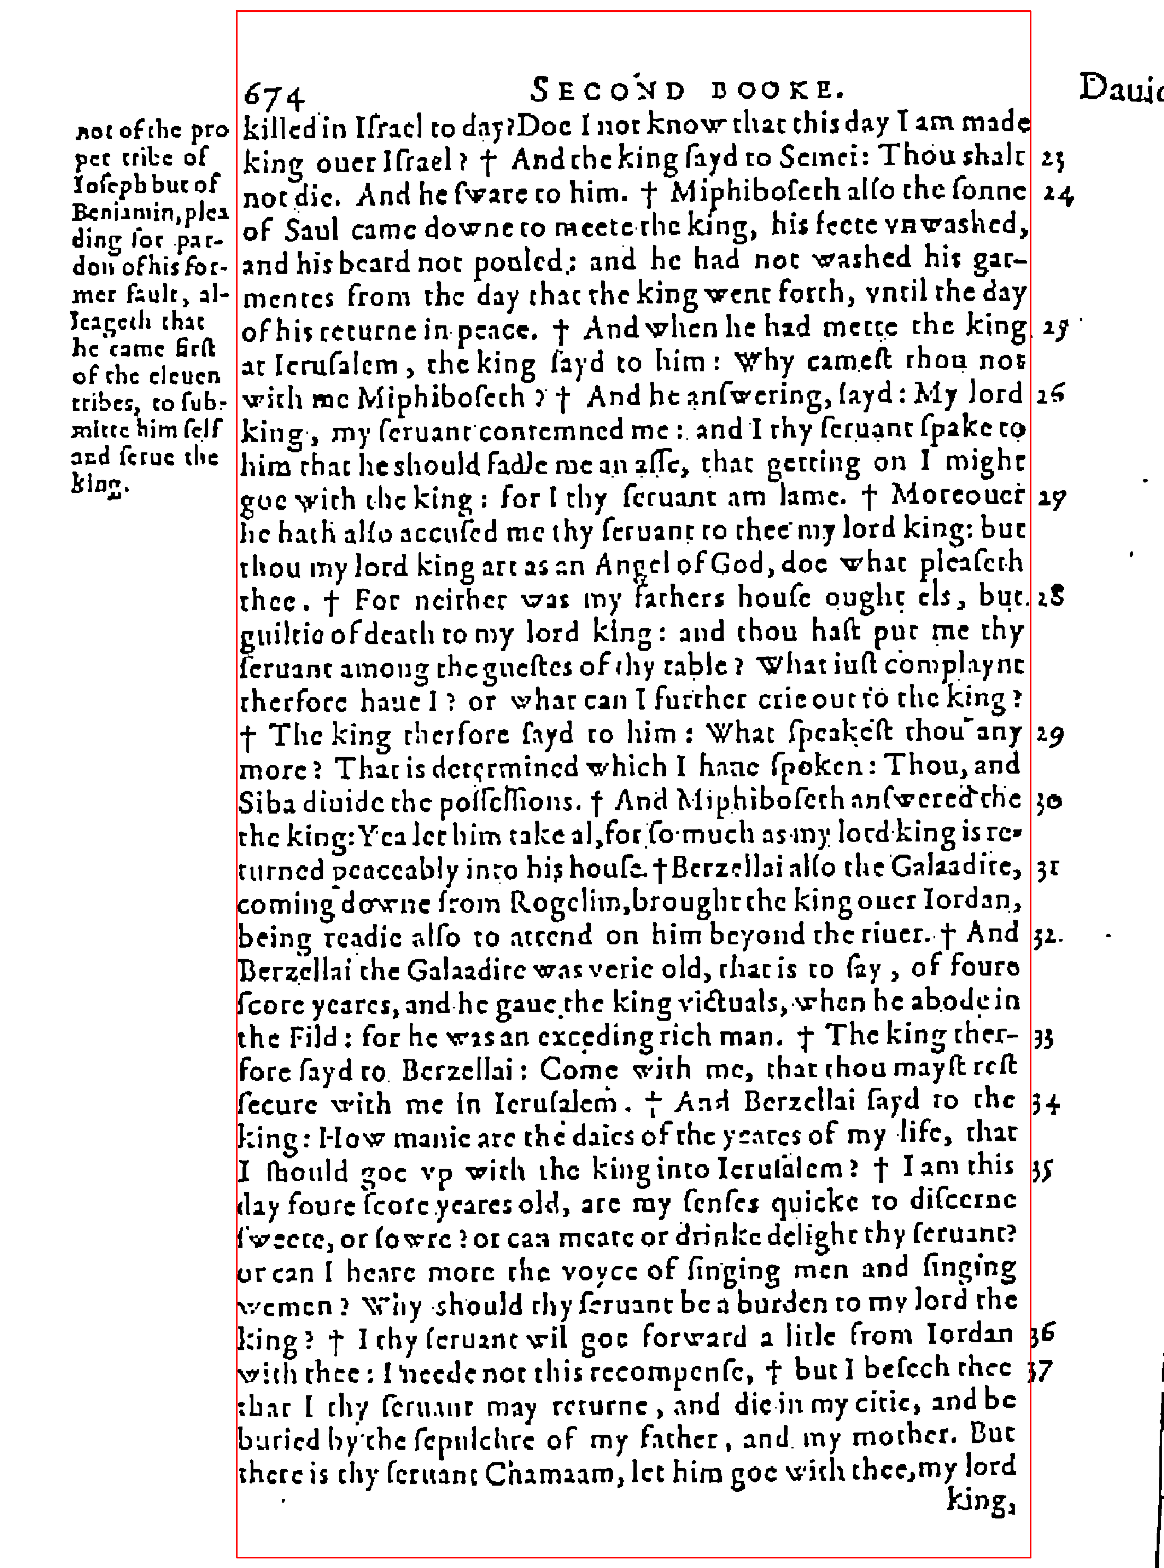 674 SECOND BOOKE. Dauid
not of the pro
per tribe of
Ioſeph but of
Beniamin, plea
ding for par-
don of his for-
mer fault, al-
leageth that
he came firſt
of the eleuen
tribes, to ſub-
mitte him ſelf
and ſerue the
king.
killed in Iſrael to day? Doe I not know that this day I am made
king ouer Iſrael? † And the king ſayd to Semei: Thou shalt 23
not die. And he ſware to him. † Miphiboſeth alſo the ſonne 24
of Saul came downe to meete the king, his feete vnwashed,
and his beard not pouled: and he had not washed his gar-
mentes from the day that the king went forth, vntil the day
of his returne in peace. † And when he had mette the king 25
at Ieruſalem, the king ſayd to him: Why cameſt thou not
with me Miphiboſeth? † And he anſwering, ſayd: My lord 26
king, my ſeruant contemned me: and I thy ſeruant ſpake to
him that he should ſadle me an aſſe, that getting on I might
goe with the king: for I thy ſeruant am lame. † Moreouer 27
he hath alſo accuſed me thy ſeruant to thee my lord king: but
thou my lord king art as an Angel of God, doe what pleaſeth
thee. † For neither was my fathers houſe ought els, but 28
guiltie of death to my lord king: and thou haſt put me thy
ſeruant among the gueſtes of thy table? What iuſt complaynt
therfore haue I? or what can I further crie out to the king?
† The king therfore ſayd to him: What ſpeakeſt thou any 29
more? That is determined which I haue ſpoken: Thou, and
Siba diuide the poſſeſſions. † And Miphiboſeth anſwered the 30
the king: Yea let him take al, for ſo much as my lord king is re-
turned peaceably into his houſe. † Berzellai alſo the Galaadite, 31
coming downe from Rogelim, brought the king ouer Iordan,
being readie alſo to attend on him beyond the riuer. † And 32.
Berzellai the Galaadite was verie old, that is to ſay, of foure
ſcore yeares, and he gaue the king victuals, when he abode in
the Fild: for he was an exceding rich man. † The king ther- 33
fore ſayd to Berzellai: Come with me, that thou mayſt reſt
ſecure with me in Ieruſalem. † And Berzellai ſayd to the 34
king: How manie are the daies of the yeares of my life, that
I ſhould goe vp with the king into Ieruſalem? † I am this 35
day foure ſcore yeares old, are my ſenſes quicke to diſcerne
ſweete, or ſowre? or can meate or drinke delight thy ſeruant?
or can I heare more the voyce of ſinging men and ſinging
wemen? Why should thy ſeruant be a burden to my lord the
king? † I thy ſeruant wil goe forward a litle from Iordan 36
with thee: I neede not this recompenſe, † but I beſech thee 37
that I thy ſeruant may returne, and die in my citie, and be
buried by the ſepulchre of my father, and my mother. But
there is thy ſeruant Chamaam, let him goe with thee, my lord
king,